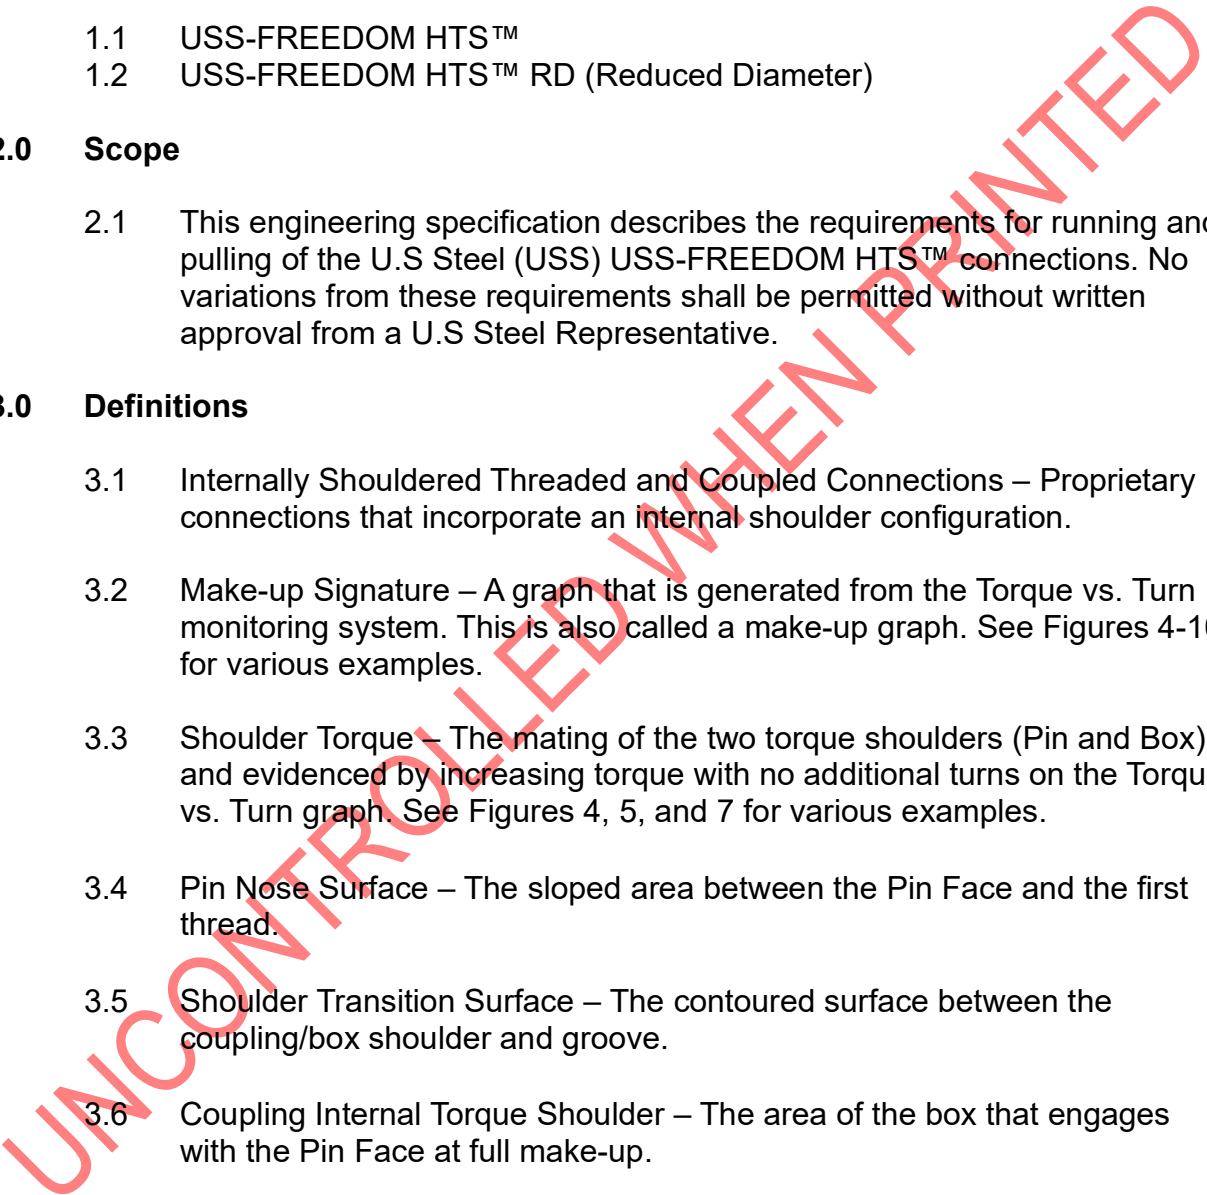 1.1 USS-FREEDOM HTS™
1.2 USS-FREEDOM HTS™ RD (Reduced Diameter)
2.0 Scope
2.1 This engineering specification describes the requirements for running and
pulling of the U.S Steel (USS) USS-FREEDOM HTS™ connections. No
variations from these requirements shall be permitted without written
approval from a U.S Steel Representative.
3.0 Definitions
3.1 Internally Shouldered Threaded and Coupled Connections – Proprietary
connections that incorporate an internal shoulder configuration.
3.2 Make-up Signature – A graph that is generated from the Torque vs. Turn
monitoring system. This is also called a make-up graph. See Figures 4-10
for various examples.
3.3 Shoulder Torque – The mating of the two torque shoulders (Pin and Box)
and evidenced by increasing torque with no additional turns on the Torque
vs. Turn graph. See Figures 4, 5, and 7 for various examples.
3.4 Pin Nose Surface – The sloped area between the Pin Face and the first
thread.
3.5 Shoulder Transition Surface – The contoured surface between the
coupling/box shoulder and groove.
3.6 Coupling Internal Torque Shoulder – The area of the box that engages
with the Pin Face at full make-up.
UNCONTROLLED WHEN PRINTED